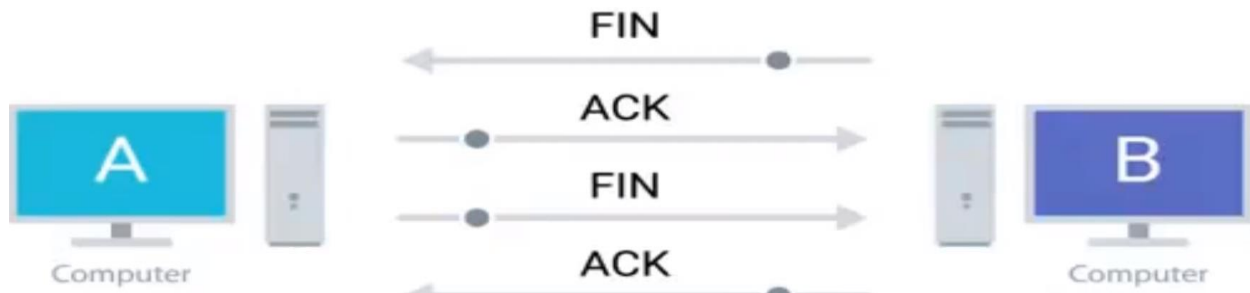 FIN
ACK
A
B
FIN
ACK
Computer
Computer